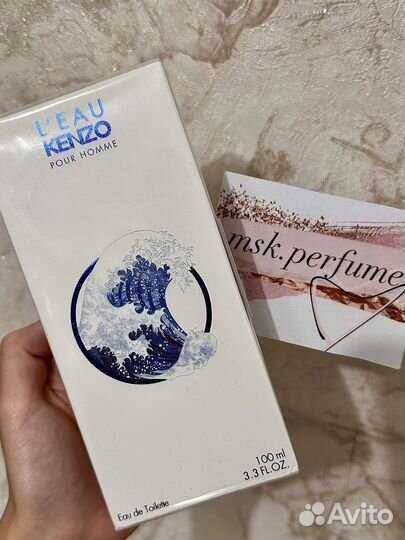 L'EAU
KENZO
POUR HOMME
msk.perfume
100 ml
3.3 FL.OZ.
Eau de Toilette
Avito